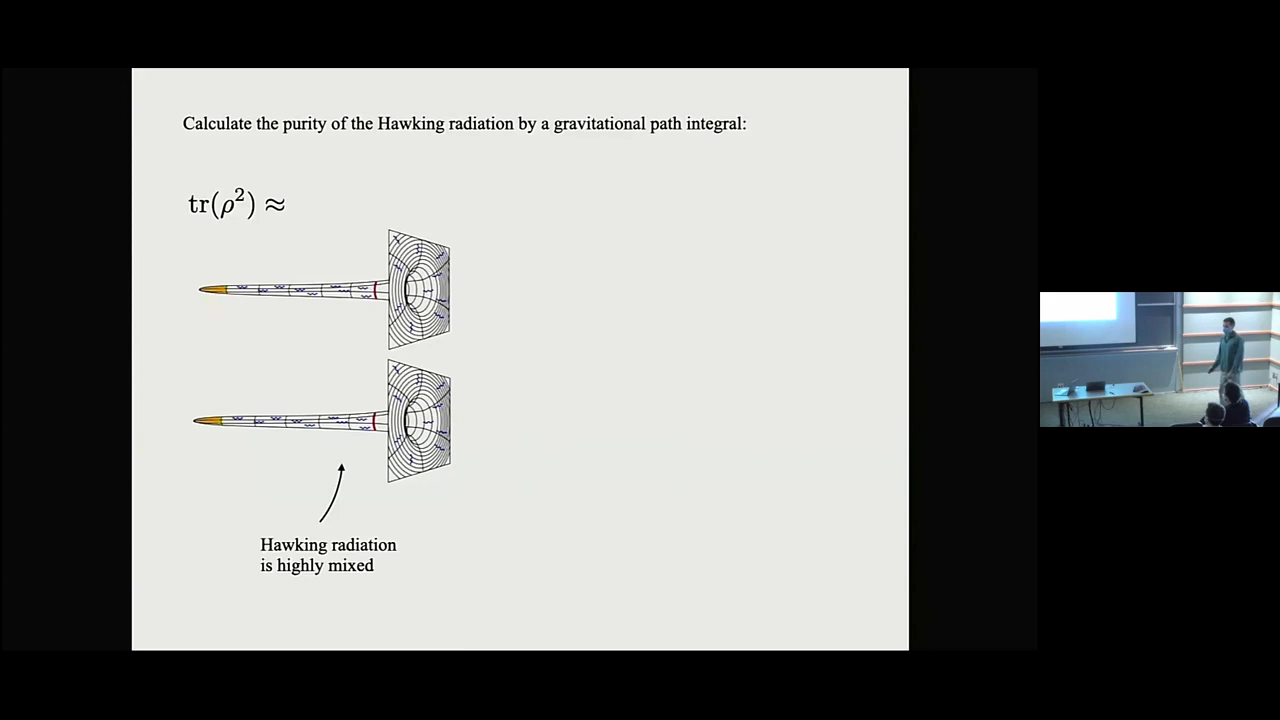 Calculate the purity of the Hawking radiation by a gravitational path integral:
tr(ρ²) ≈
Hawking radiation
is highly mixed